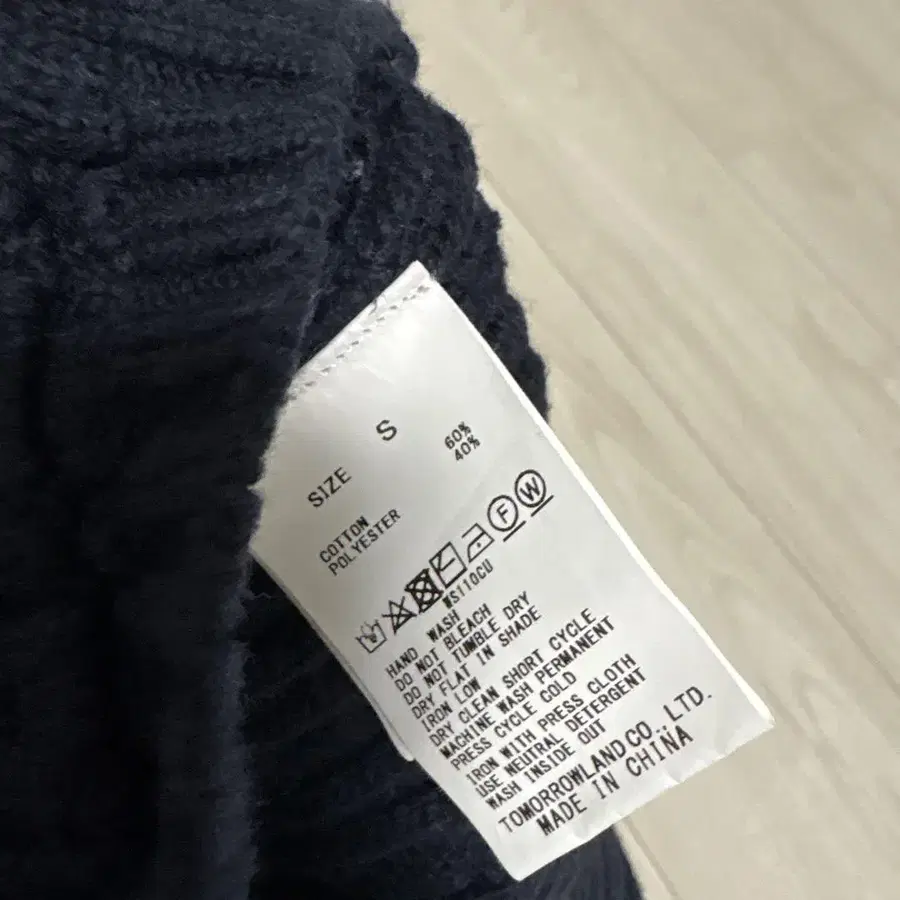 SIZE S
COTTON 60%
POLYESTER 40%
F W
WS110CU
HAND WASH
DO NOT BLEACH
DO NOT TUMBLE DRY
DRY FLAT IN SHADE
IRON LOW
DRY CLEAN SHORT CYCLE
MACHINE WASH PERMANENT
PRESS CYCLE COLD
IRON WITH PRESS CLOTH
USE NEUTRAL DETERGENT
WASH INSIDE OUT
TOMORROWLAND CO., LTD.
MADE IN CHINA